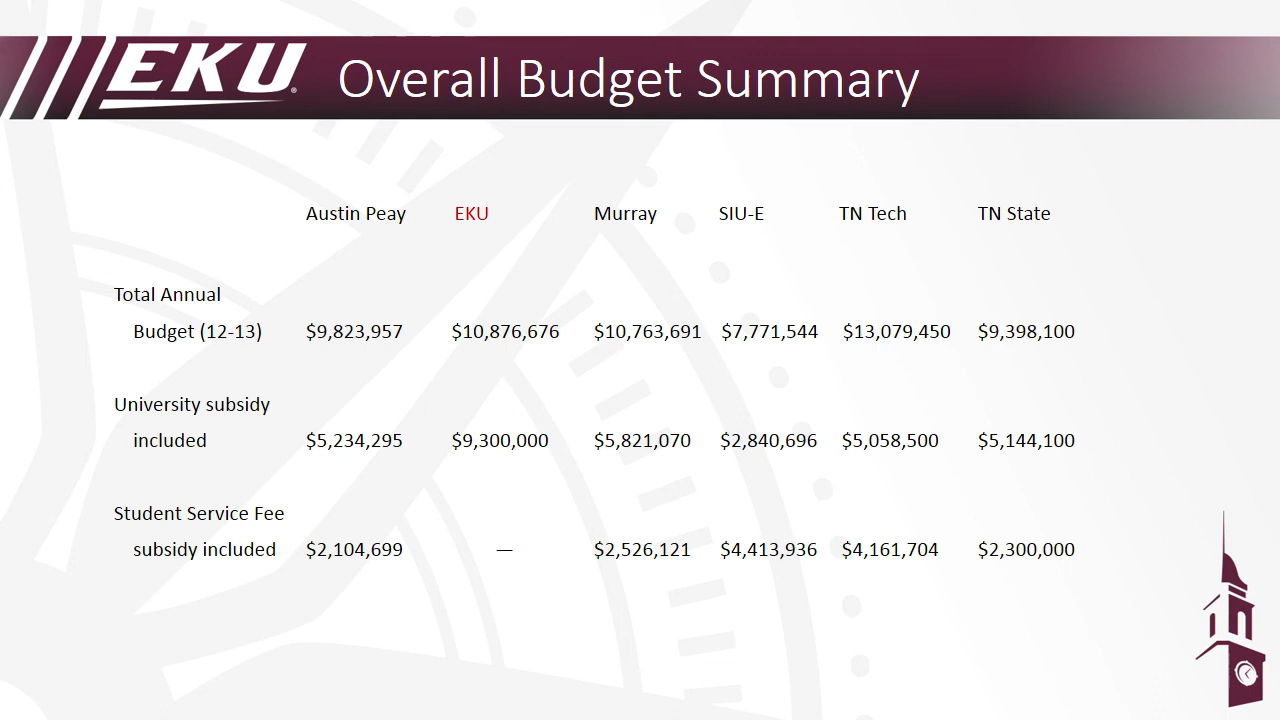 EKU Overall Budget Summary
Austin Peay EKU Murray SIU-E TN Tech TN State
Total Annual
Budget (12-13) $9,823,957 $10,876,676 $10,763,691 $7,771,544 $13,079,450 $9,398,100
University subsidy
included $5,234,295 $9,300,000 $5,821,070 $2,840,696 $5,058,500 $5,144,100
Student Service Fee
subsidy included $2,104,699 — $2,526,121 $4,413,936 $4,161,704 $2,300,000